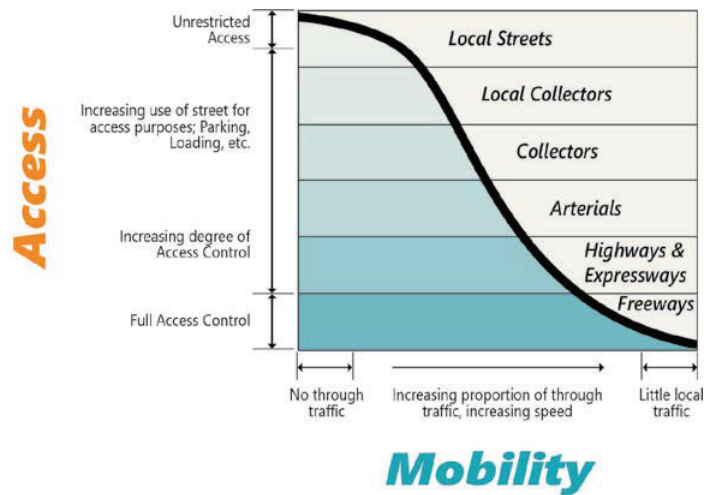 Unrestricted
Access
Local Streets
Local Collectors
Increasing use of street for
access purposes; Parking,
Loading, etc.
Collectors
Access
Arterials
Increasing degree of
Access Control
Highways &
Expressways
Freeways
Full Access Control
No through
traffic
Increasing proportion of through
traffic, increasing speed
Little local
traffic
Mobility